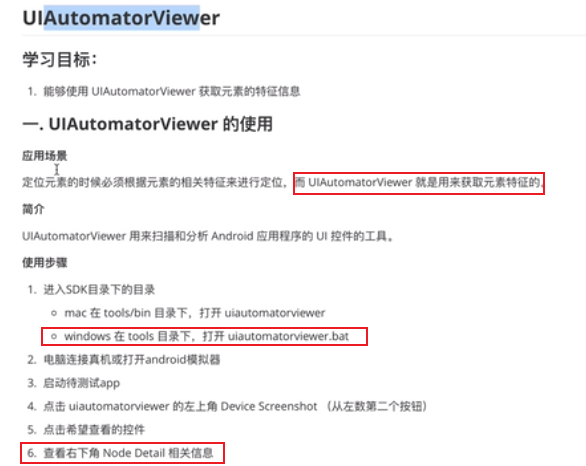 UIAutomatorViewer
学习目标：
1. 能够使用 UIAutomatorViewer 获取元素的特征信息
一. UIAutomatorViewer 的使用
应用场景
定位元素的时候必须根据元素的相关特征来进行定位，而 UIAutomatorViewer 就是用来获取元素特征的。
简介
UIAutomatorViewer 用来扫描和分析 Android 应用程序的 UI 控件的工具。
使用步骤
1. 进入SDK目录下的目录
mac 在 tools/bin 目录下，打开 uiautomatorviewer
windows 在 tools 目录下，打开 uiautomatorviewer.bat
2. 电脑连接真机或打开android模拟器
3. 启动待测试app
4. 点击 uiautomatorviewer 的左上角 Device Screenshot （从左数第二个按钮）
5. 点击希望查看的控件
6. 查看右下角 Node Detail 相关信息